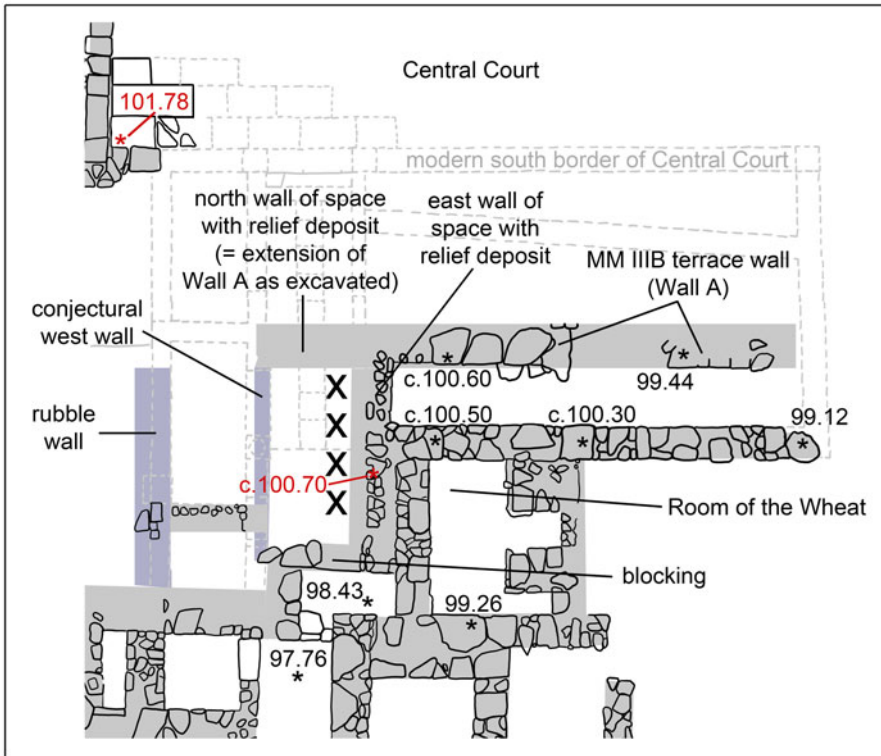 Central Court
101.78
*
modern south border of Central Court
north wall of space
with relief deposit
(= extension of
Wall A as excavated)
east wall of
space with
relief deposit
MM IIIB terrace wall
(Wall A)
conjectural
west wall
rubble
wall
*
*
c.100.60
99.44
X
X
X
X
c.100.50
c.100.30
99.12
*
*
*
c.100.70
*
Room of the Wheat
blocking
98.43
*
99.26
*
97.76
*